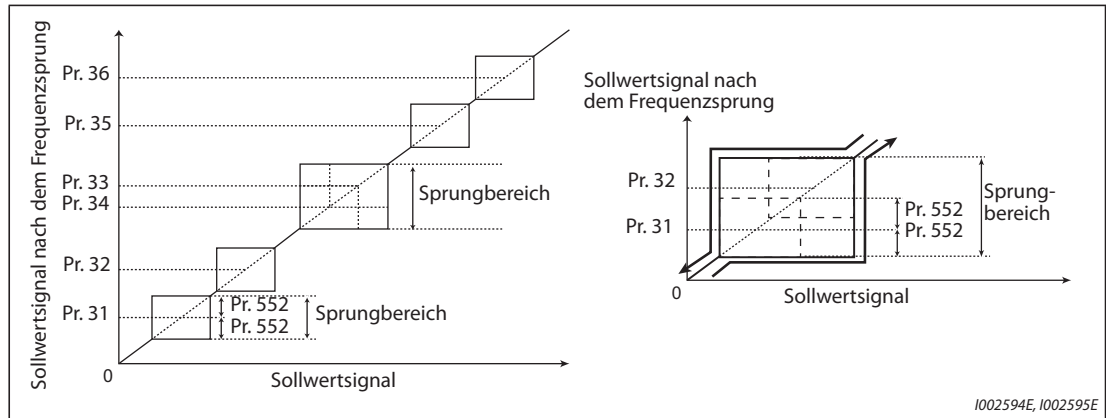 Sollwertsignal nach dem Frequenzsprung
Pr. 36
Pr. 35
Pr. 33
Pr. 34
Pr. 32
Pr. 31
0
Sollwertsignal
Sprungbereich
Pr. 552
Pr. 552
Sprungbereich
Sollwertsignal nach
dem Frequenzsprung
Pr. 32
Pr. 31
0
Sollwertsignal
Pr. 552
Pr. 552
Sprung-
bereich
I002594E, I002595E